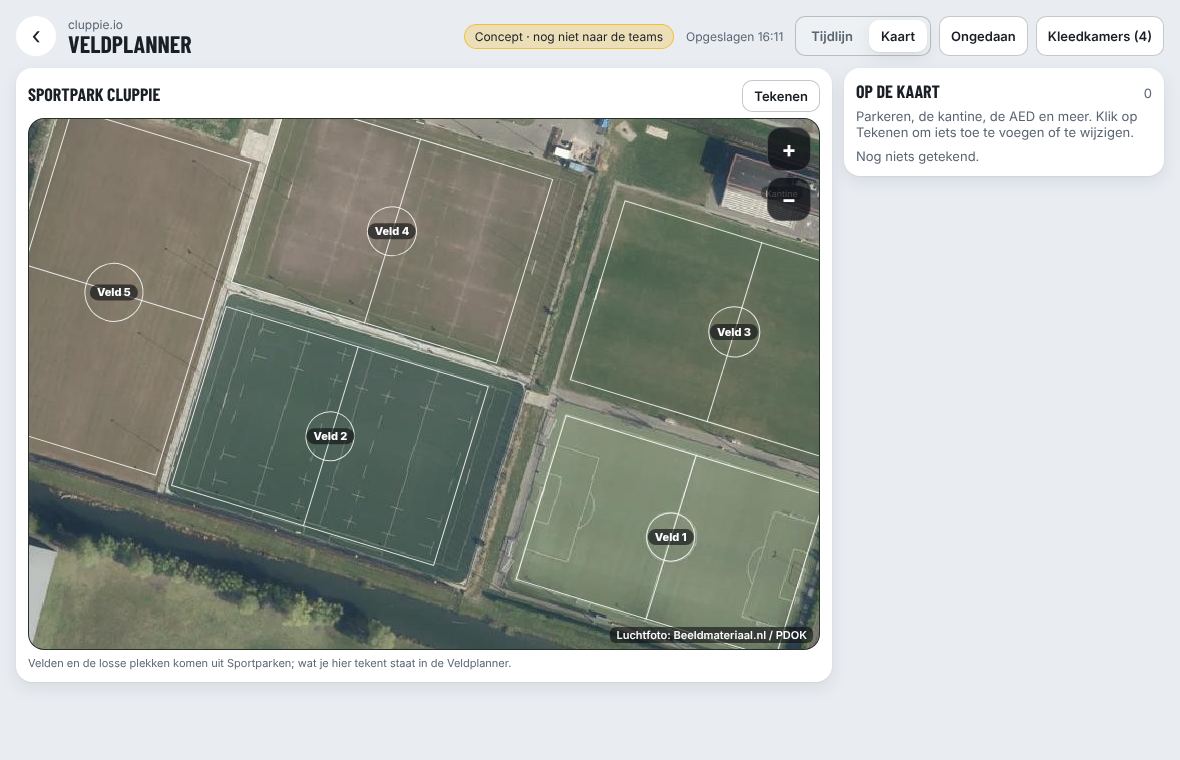 cluppie.io
VELDPLANNER
Concept · nog niet naar de teams
Opgeslagen 16:11
Tijdlijn
Kaart
Ongedaan
Kleedkamers (4)
SPORTPARK CLUPPIE
Tekenen
OP DE KAART
0
Parkeren, de kantine, de AED en meer. Klik op
Tekenen om iets toe te voegen of te wijzigen.
Nog niets getekend.
+
Kantine
−
Veld 4
Veld 5
Veld 3
Veld 2
Veld 1
Luchtfoto: Beeldmateriaal.nl / PDOK
Velden en de losse plekken komen uit Sportparken; wat je hier tekent staat in de Veldplanner.